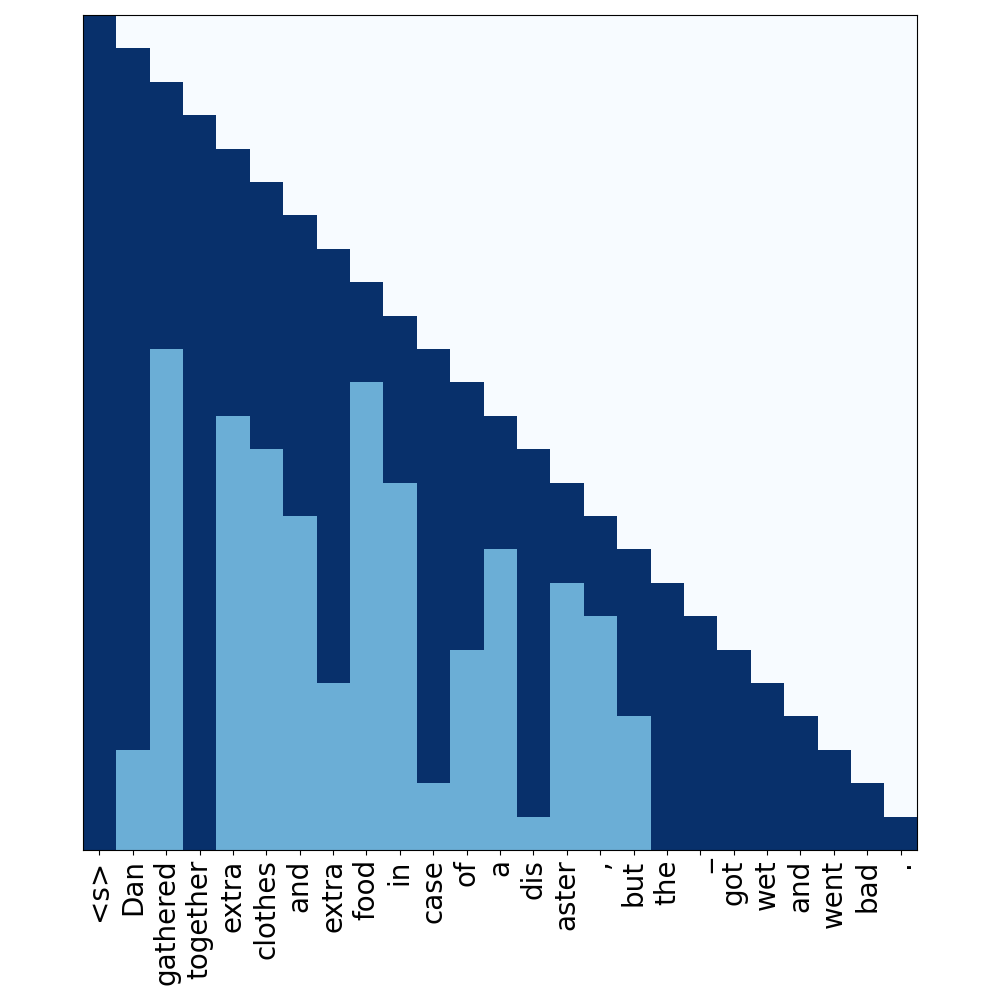 <s>
Dan
gathered
together
extra
clothes
and
extra
food
in
case
of
a
dis
aster
,
but
the
_
got
wet
and
went
bad
.